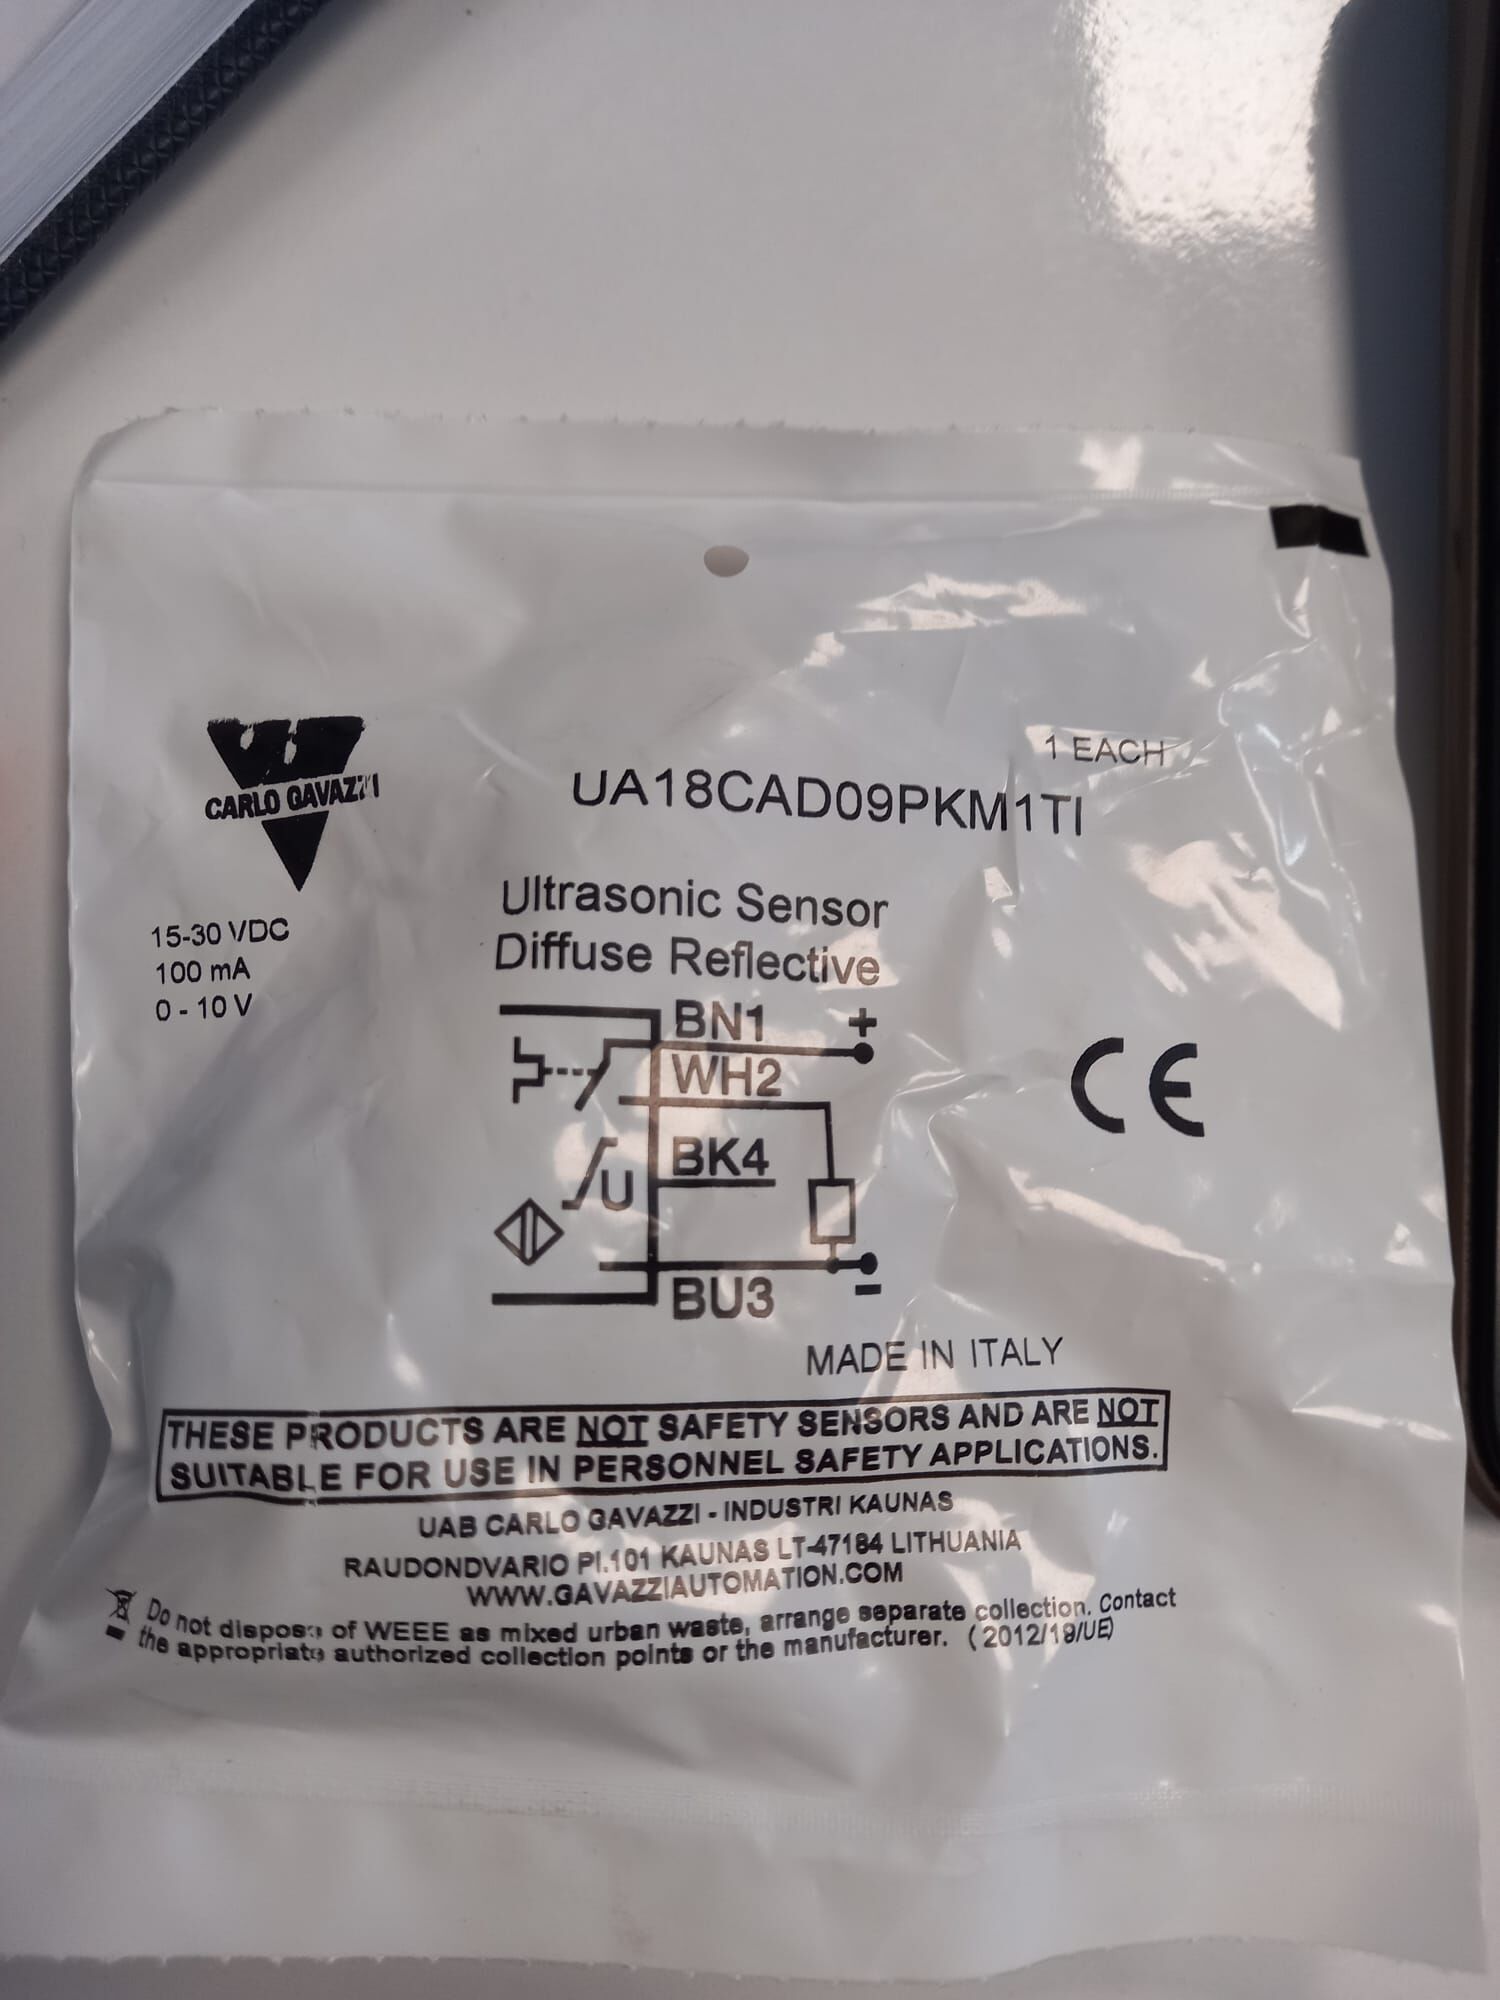 CARLO GAVAZZI
1 EACH
UA18CAD09PKM1TI
Ultrasonic Sensor
Diffuse Reflective
15-30 VDC
100 mA
0 - 10 V
BN1 +
WH2
BK4
U
BU3 -
CE
MADE IN ITALY
THESE PRODUCTS ARE NOT SAFETY SENSORS AND ARE NOT
SUITABLE FOR USE IN PERSONNEL SAFETY APPLICATIONS.
UAB CARLO GAVAZZI - INDUSTRI KAUNAS
RAUDONDVARIO Pl.101 KAUNAS LT-47184 LITHUANIA
WWW.GAVAZZIAUTOMATION.COM
Do not dispose of WEEE as mixed urban waste, arrange separate collection. Contact
the appropriate authorized collection points or the manufacturer. (2012/19/UE)